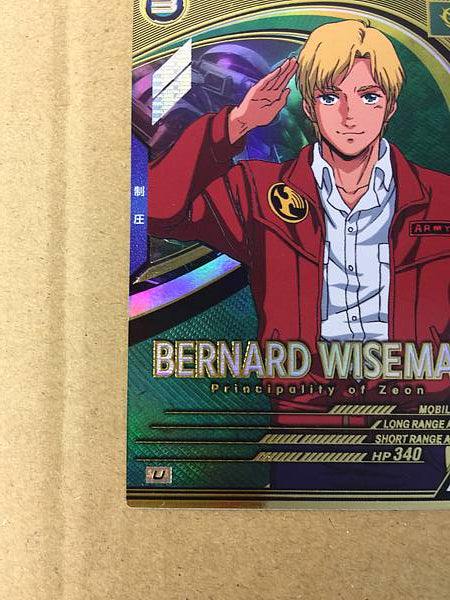 制圧
ARMY
BERNARD WISEMA
Principality of Zeon
MOBIL
LONG RANGE A
SHORT RANGE A
HP 340
U